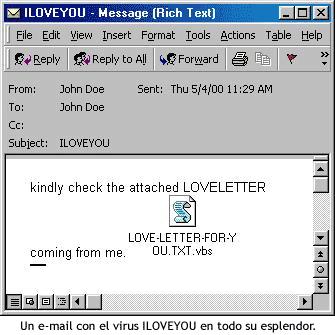 ILOVEYOU - Message (Rich Text)
File Edit View Insert Format Tools Actions Table Help
Reply Reply to All Forward
From: John Doe Sent: Thu 5/4/00 11:29 AM
To: John Doe
Cc:
Subject: ILOVEYOU
kindly check the attached LOVELETTER
coming from me.
LOVE-LETTER-FOR-Y
OU.TXT.vbs
Un e-mail con el virus ILOVEYOU en todo su esplendor.